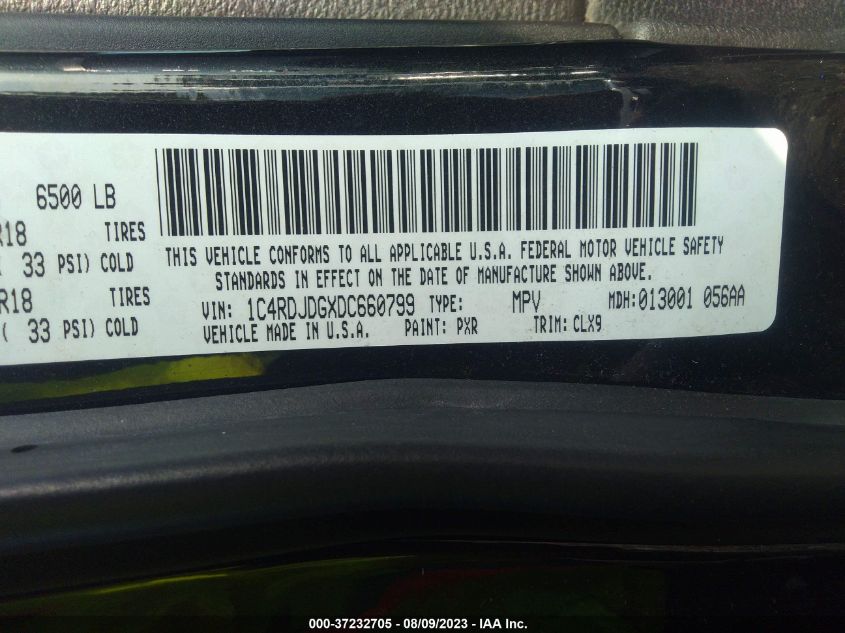 6500 LB
R18 TIRES
33 PSI) COLD
R18 TIRES
( 33 PSI) COLD
THIS VEHICLE CONFORMS TO ALL APPLICABLE U.S.A. FEDERAL MOTOR VEHICLE SAFETY
STANDARDS IN EFFECT ON THE DATE OF MANUFACTURE SHOWN ABOVE.
VIN: 1C4RDJDGXDC660799 TYPE: MPV MDH:013001 056AA
VEHICLE MADE IN U.S.A. PAINT: PXR TRIM: CLX9
000-37232705 - 08/09/2023 - IAA Inc.